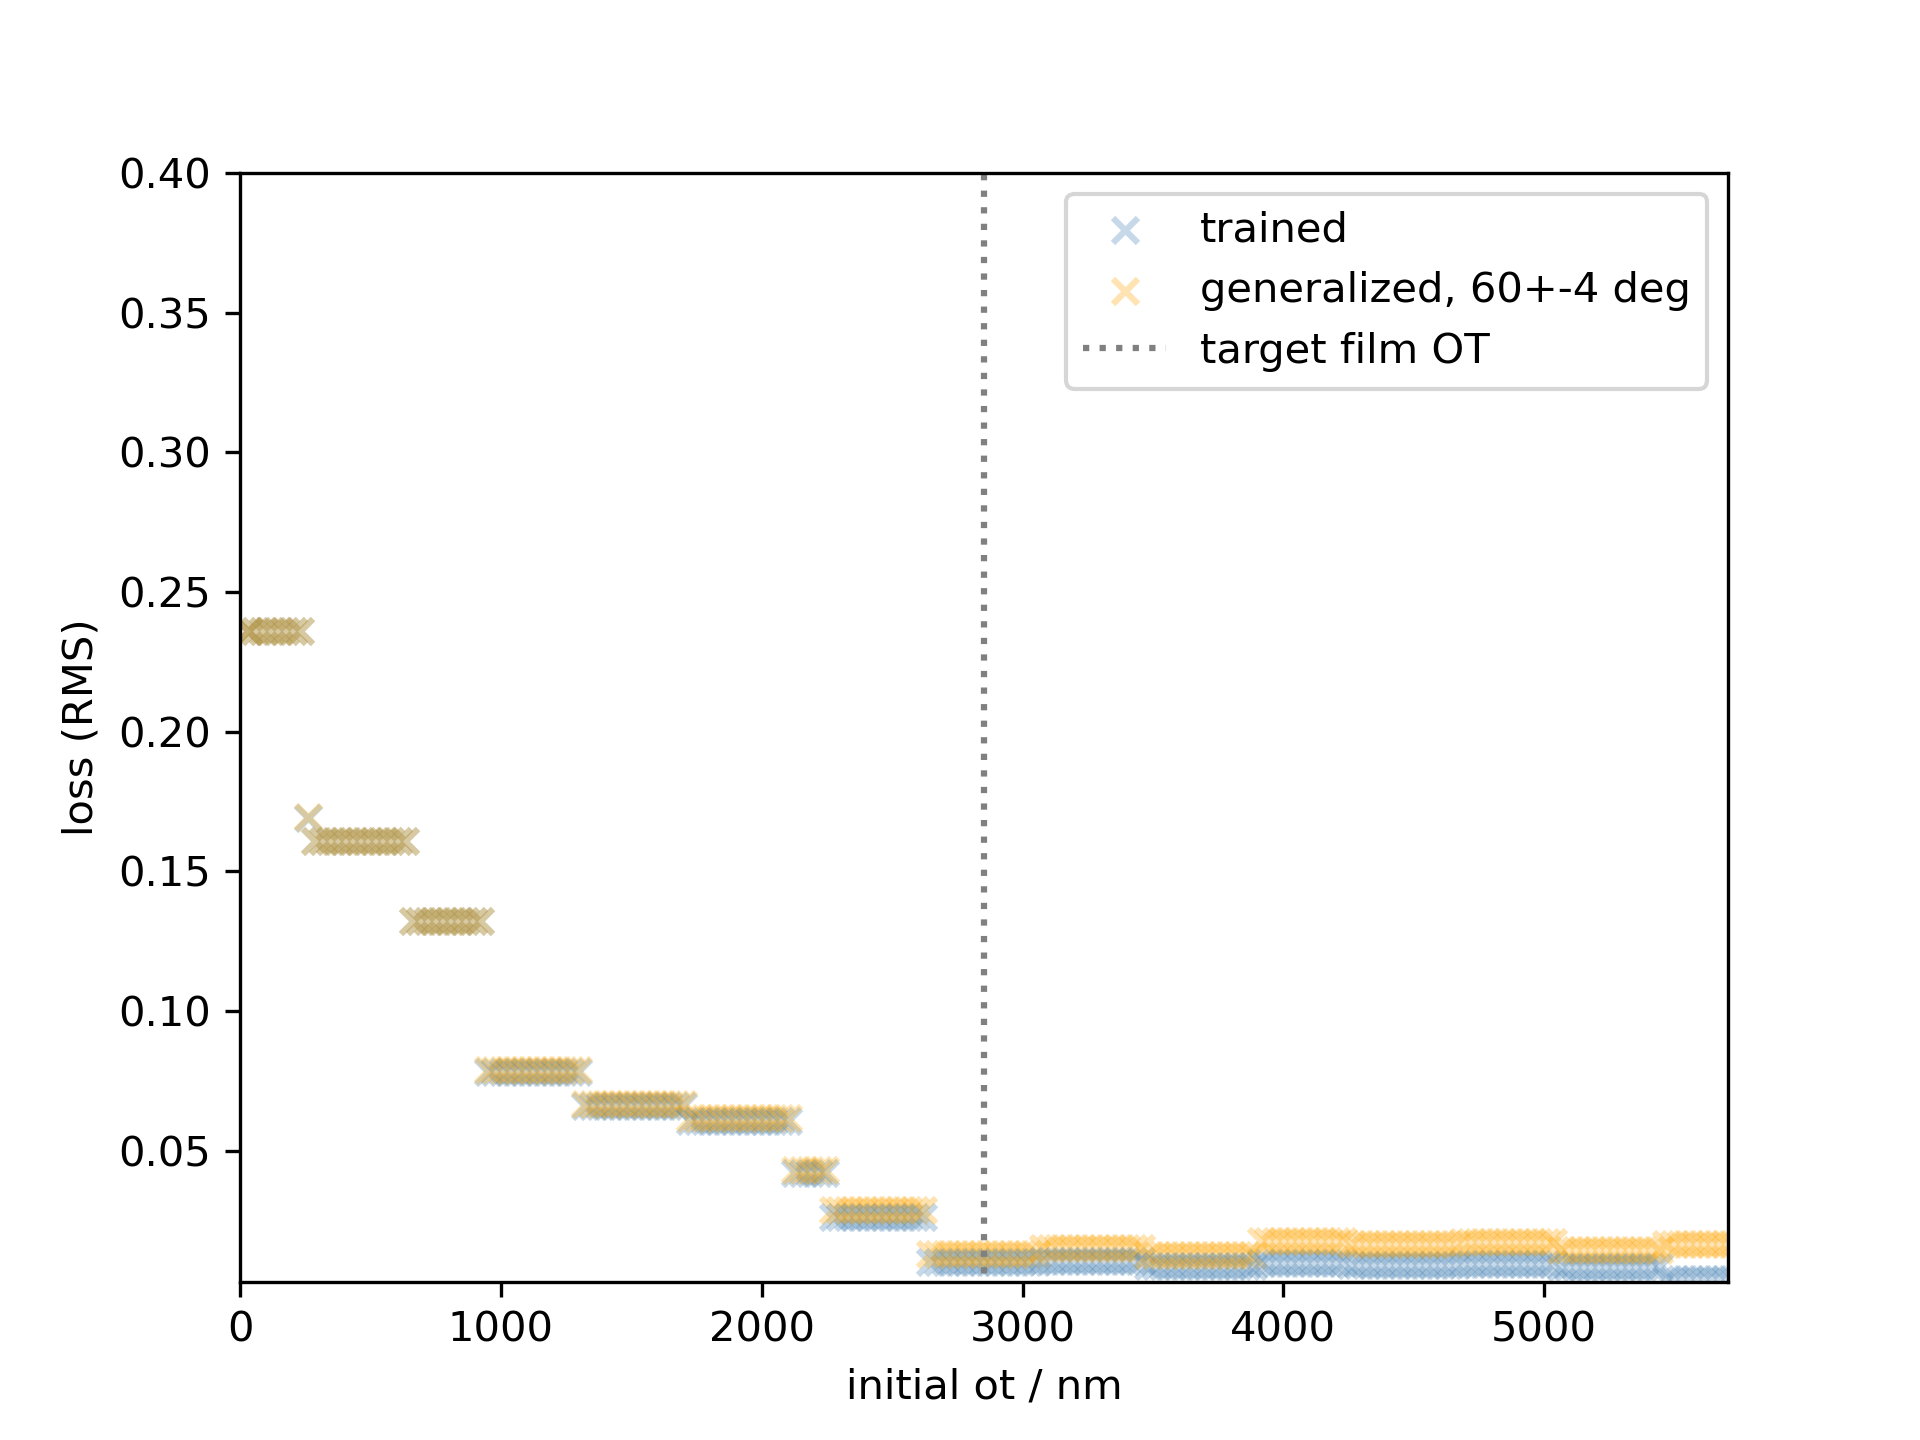 0.40
0.35
0.30
0.25
0.20
0.15
0.10
0.05
loss (RMS)
trained
generalized, 60+-4 deg
target film OT
0 1000 2000 3000 4000 5000
initial ot / nm